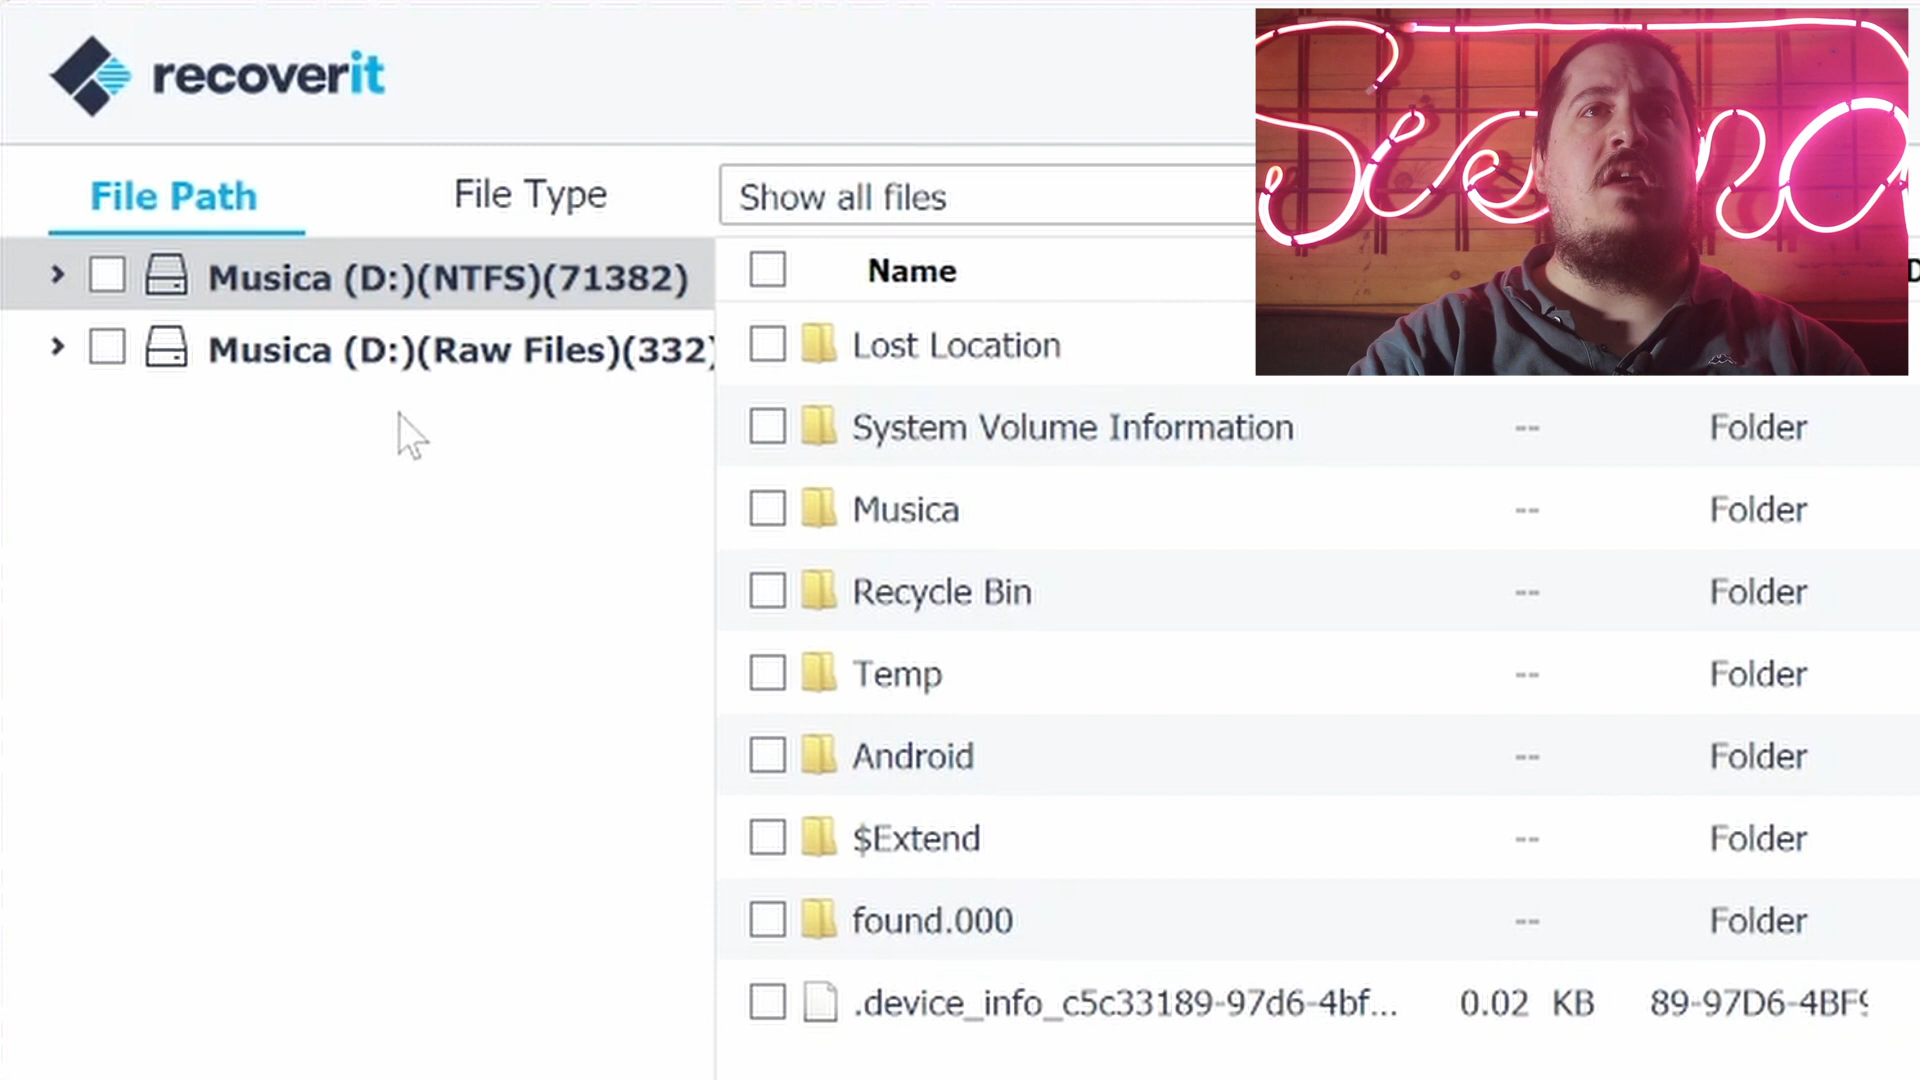 recoverit
File Path
File Type
Show all files
Musica (D:)(NTFS)(71382)
Musica (D:)(Raw Files)(332)
Name
Lost Location
System Volume Information -- Folder
Musica -- Folder
Recycle Bin -- Folder
Temp -- Folder
Android -- Folder
$Extend -- Folder
found.000 -- Folder
.device_info_c5c33189-97d6-4bf... 0.02 KB 89-97D6-4BF9